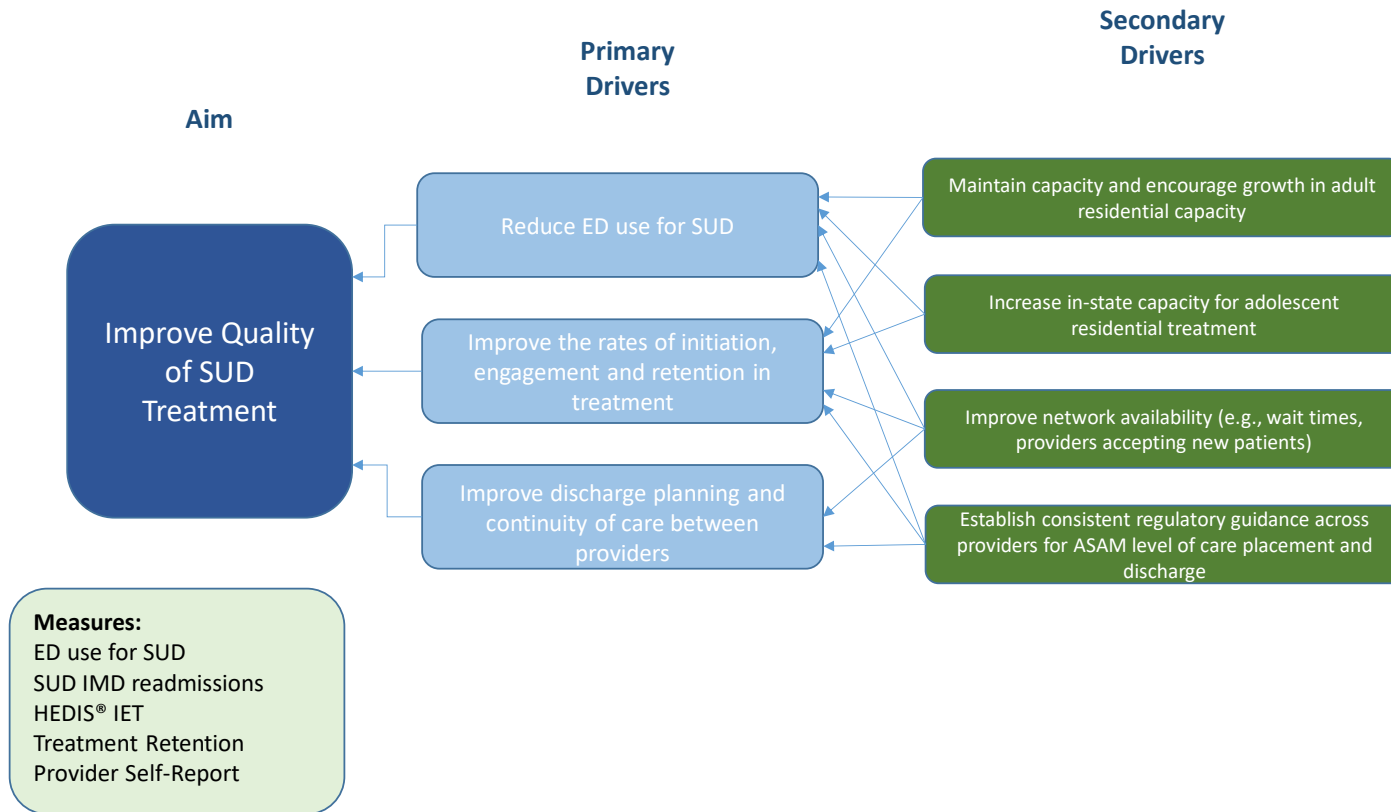 Aim
Primary
Drivers
Secondary
Drivers
Improve Quality
of SUD
Treatment
Reduce ED use for SUD
Improve the rates of initiation,
engagement and retention in
treatment
Improve discharge planning and
continuity of care between
providers
Maintain capacity and encourage growth in adult
residential capacity
Increase in-state capacity for adolescent
residential treatment
Improve network availability (e.g., wait times,
providers accepting new patients)
Establish consistent regulatory guidance across
providers for ASAM level of care placement and
discharge
Measures:
ED use for SUD
SUD IMD readmissions
HEDIS® IET
Treatment Retention
Provider Self-Report